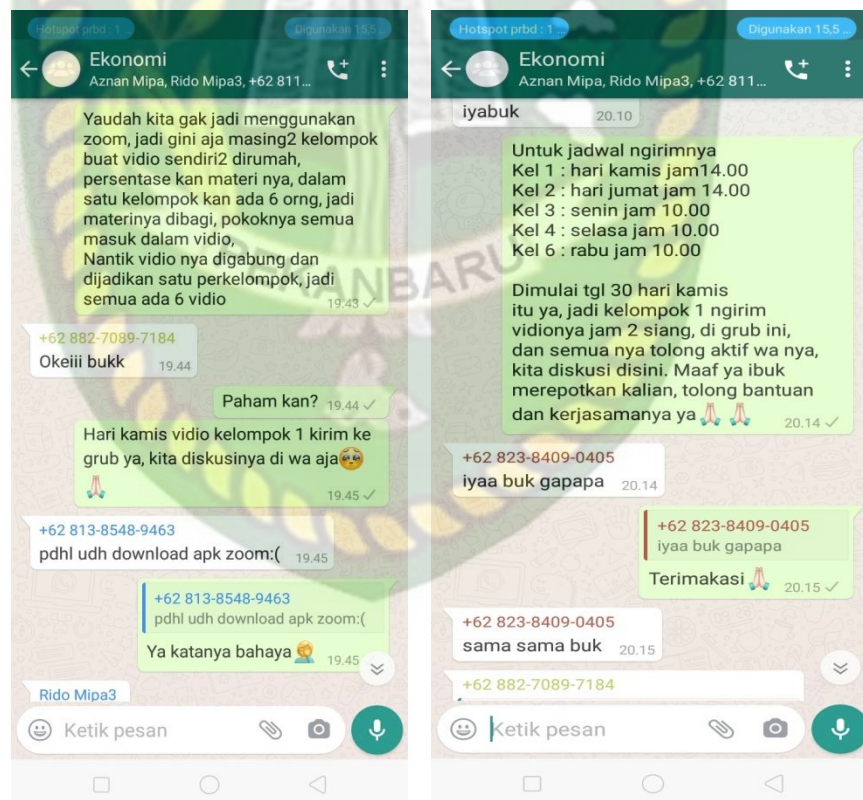 Hotspot prbd : 1 ...
Digunakan 15,5 ...
Ekonomi
Aznan Mipa, Rido Mipa3, +62 811...
Yaudah kita gak jadi menggunakan
zoom, jadi gini aja masing2 kelompok
buat vidio sendiri2 dirumah,
persentase kan materi nya, dalam
satu kelompok kan ada 6 orng, jadi
materinya dibagi, pokoknya semua
masuk dalam vidio,
Nantik vidio nya digabung dan
dijadikan satu perkelompok, jadi
semua ada 6 vidio
19.43
+62 882-7089-7184
Okeiii bukk
19.44
Paham kan? 19.44
Hari kamis vidio kelompok 1 kirim ke
grub ya, kita diskusinya di wa aja🥺
🙏🏻
19.45
+62 813-8548-9463
pdhl udh download apk zoom:( 19.45
+62 813-8548-9463
pdhl udh download apk zoom:(
Ya katanya bahaya 🤦 19.45
Rido Mipa3
Ketik pesan
Hotspot prbd : 1 ...
Digunakan 15,5 ...
Ekonomi
Aznan Mipa, Rido Mipa3, +62 811...
iyabuk 20.10
Untuk jadwal ngirimnya
Kel 1 : hari kamis jam14.00
Kel 2 : hari jumat jam 14.00
Kel 3 : senin jam 10.00
Kel 4 : selasa jam 10.00
Kel 6 : rabu jam 10.00
Dimulai tgl 30 hari kamis
itu ya, jadi kelompok 1 ngirim
vidionya jam 2 siang, di grub ini,
dan semua nya tolong aktif wa nya,
kita diskusi disini. Maaf ya ibuk
merepotkan kalian, tolong bantuan
dan kerjasamanya ya 🙏🏻 🙏🏻 20.14
+62 823-8409-0405
iyaa buk gapapa 20.14
+62 823-8409-0405
iyaa buk gapapa
Terimakasi 🙏🏻 20.15
+62 823-8409-0405
sama sama buk 20.15
+62 882-7089-7184
Ketik pesan
PEKANBARU